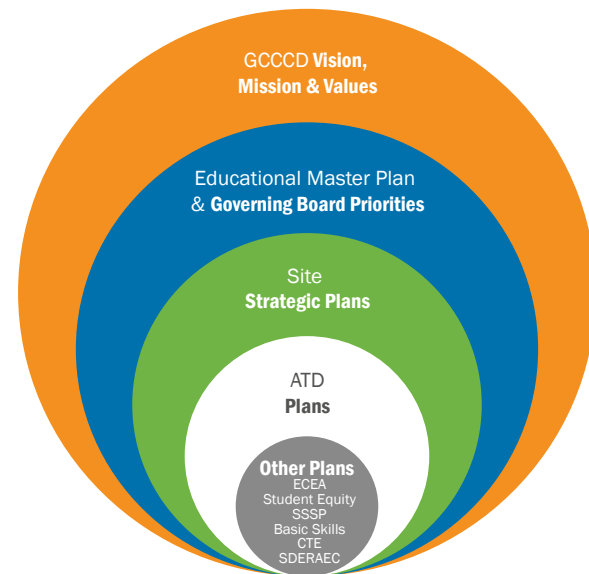 GCCCD Vision,
Mission & Values
Educational Master Plan
& Governing Board Priorities
Site
Strategic Plans
ATD
Plans
Other Plans
ECEA
Student Equity
SSSP
Basic Skills
CTE
SDERAEC